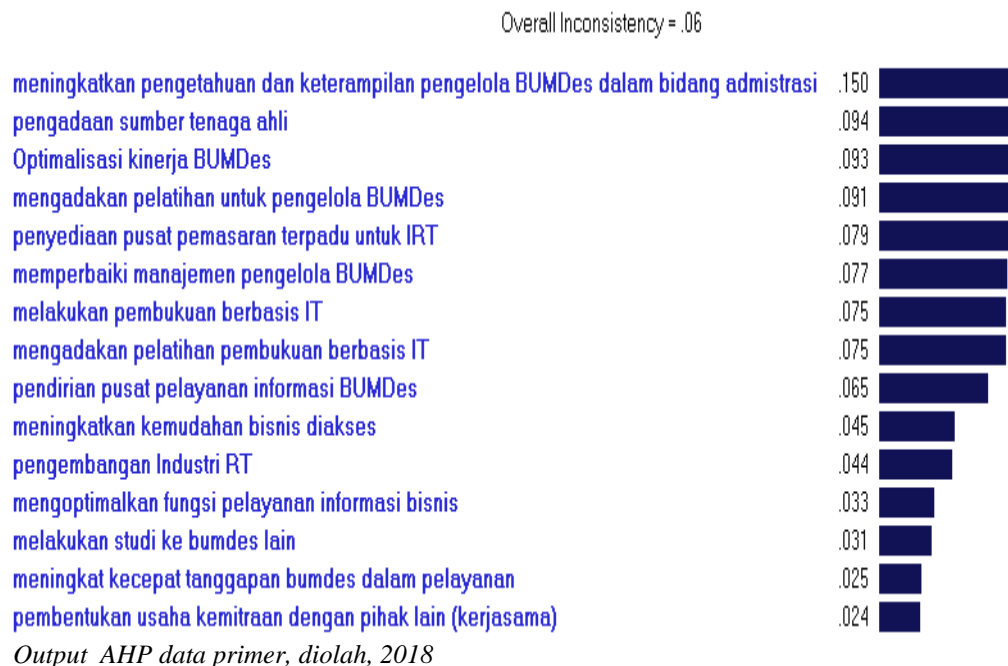 Overall Inconsistency = .06
meningkatkan pengetahuan dan keterampilan pengelola BUMDes dalam bidang admistrasi .150
pengadaan sumber tenaga ahli .094
Optimalisasi kinerja BUMDes .093
mengadakan pelatihan untuk pengelola BUMDes .091
penyediaan pusat pemasaran terpadu untuk IRT .079
memperbaiki manajemen pengelola BUMDes .077
melakukan pembukuan berbasis IT .075
mengadakan pelatihan pembukuan berbasis IT .075
pendirian pusat pelayanan informasi BUMDes .065
meningkatkan kemudahan bisnis diakses .045
pengembangan Industri RT .044
mengoptimalkan fungsi pelayanan informasi bisnis .033
melakukan studi ke bumdes lain .031
meningkat kecepat tanggapan bumdes dalam pelayanan .025
pembentukan usaha kemitraan dengan pihak lain (kerjasama) .024
Output AHP data primer, diolah, 2018